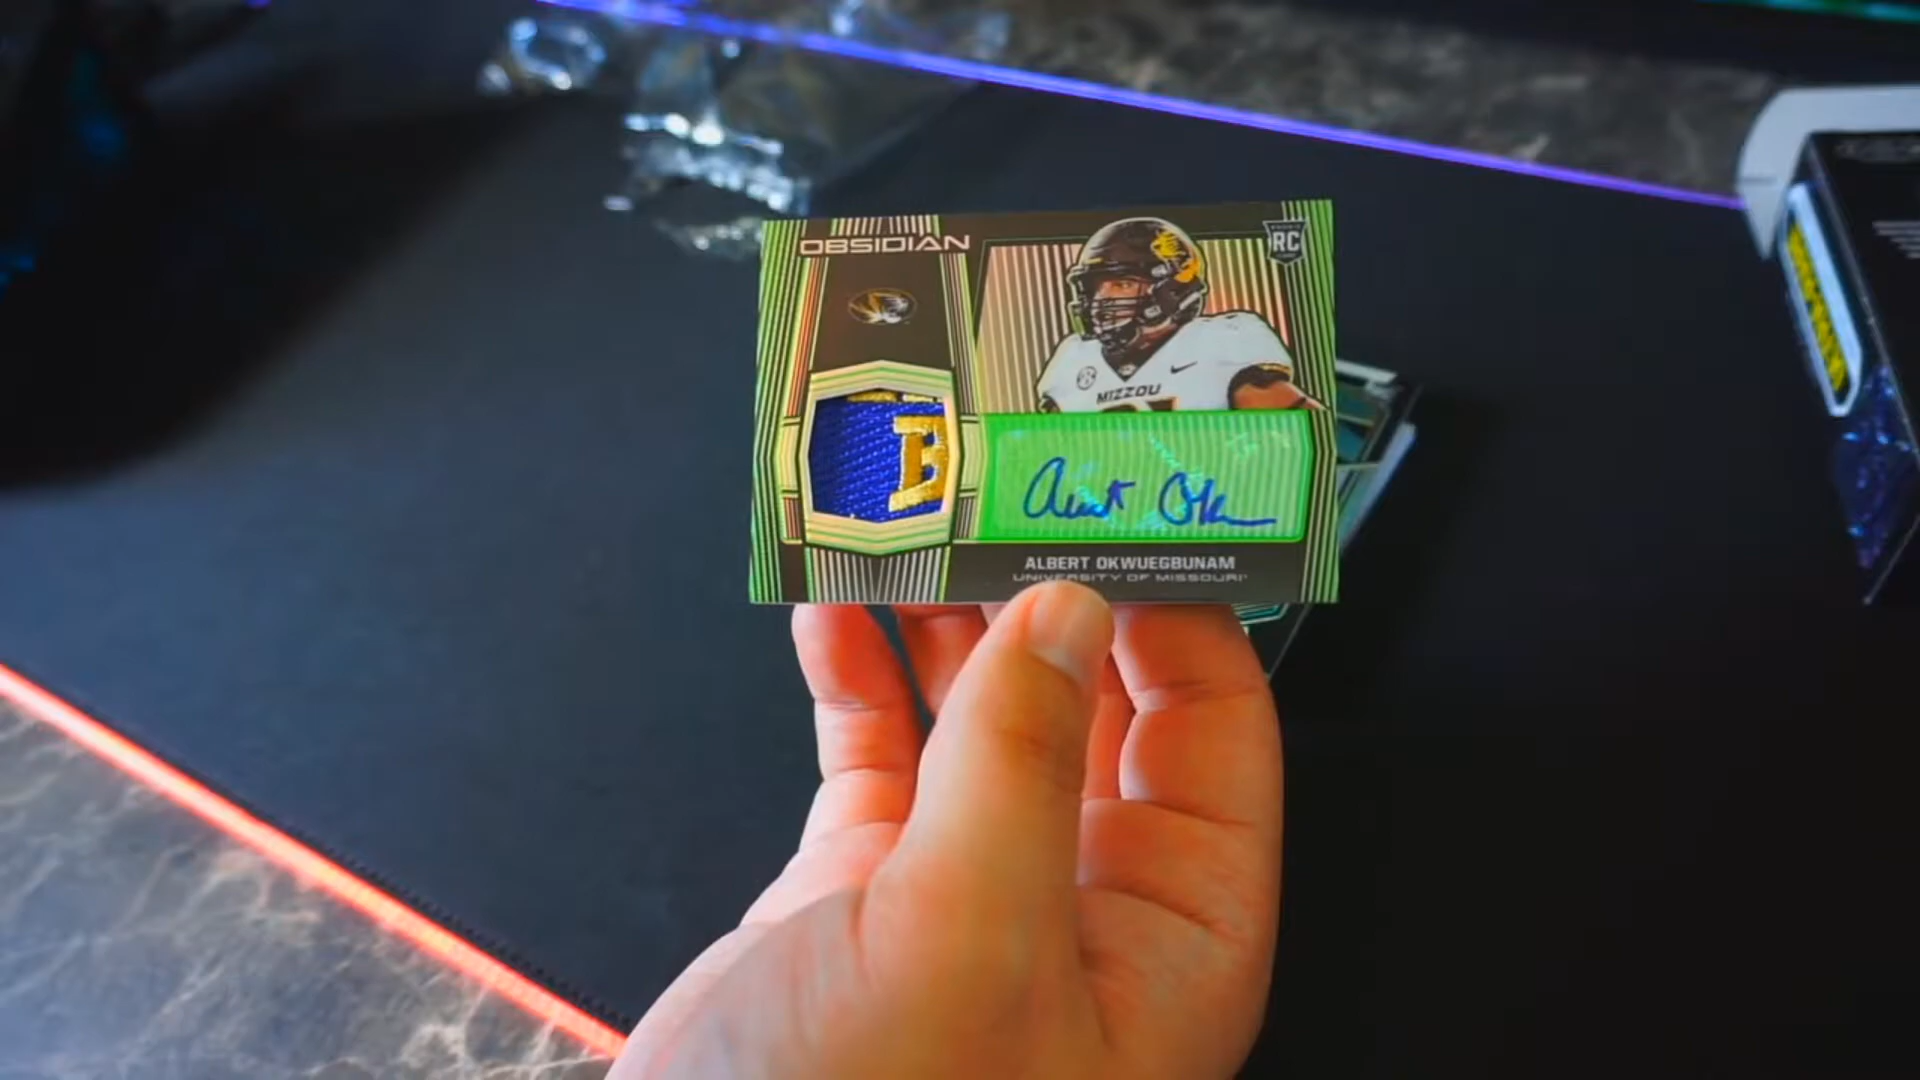 OBSIDIAN
RC
MIZZOU
B
ALBERT OKWUEGBUNAM
UNIVERSITY OF MISSOURI